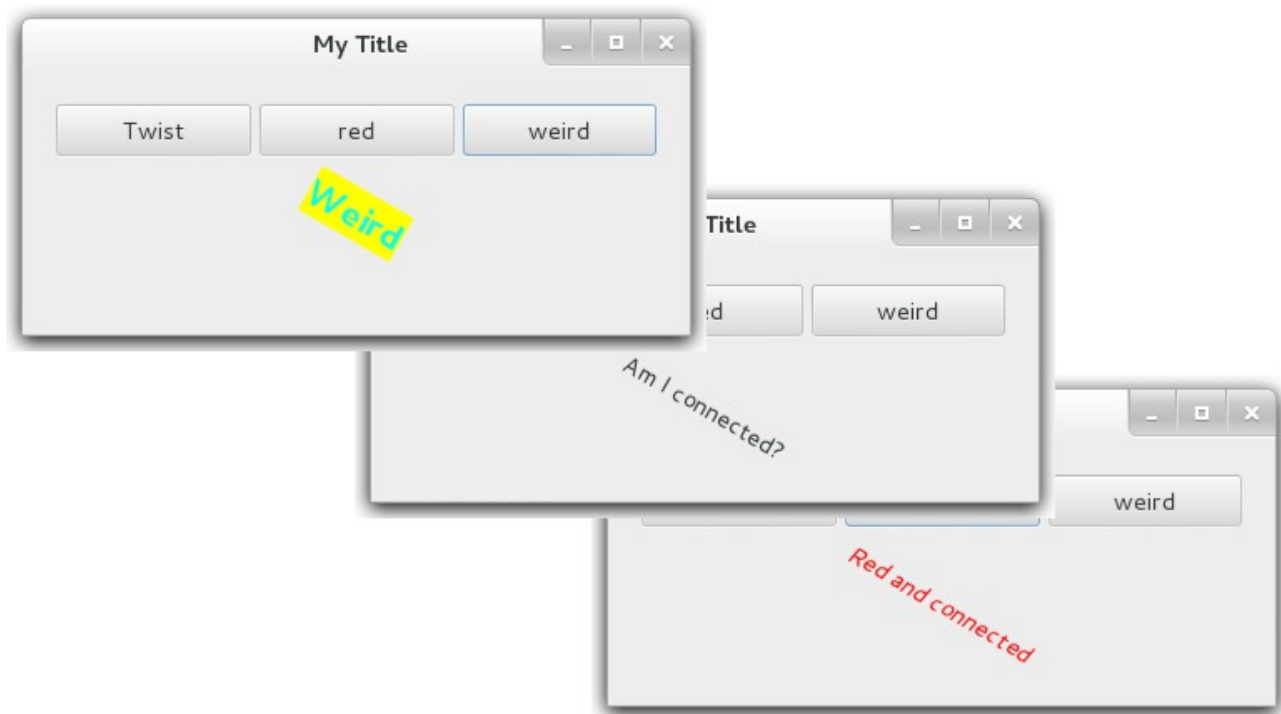 My Title
Twist red weird
Weird
Title
ed weird
Am I connected?
weird
Red and connected